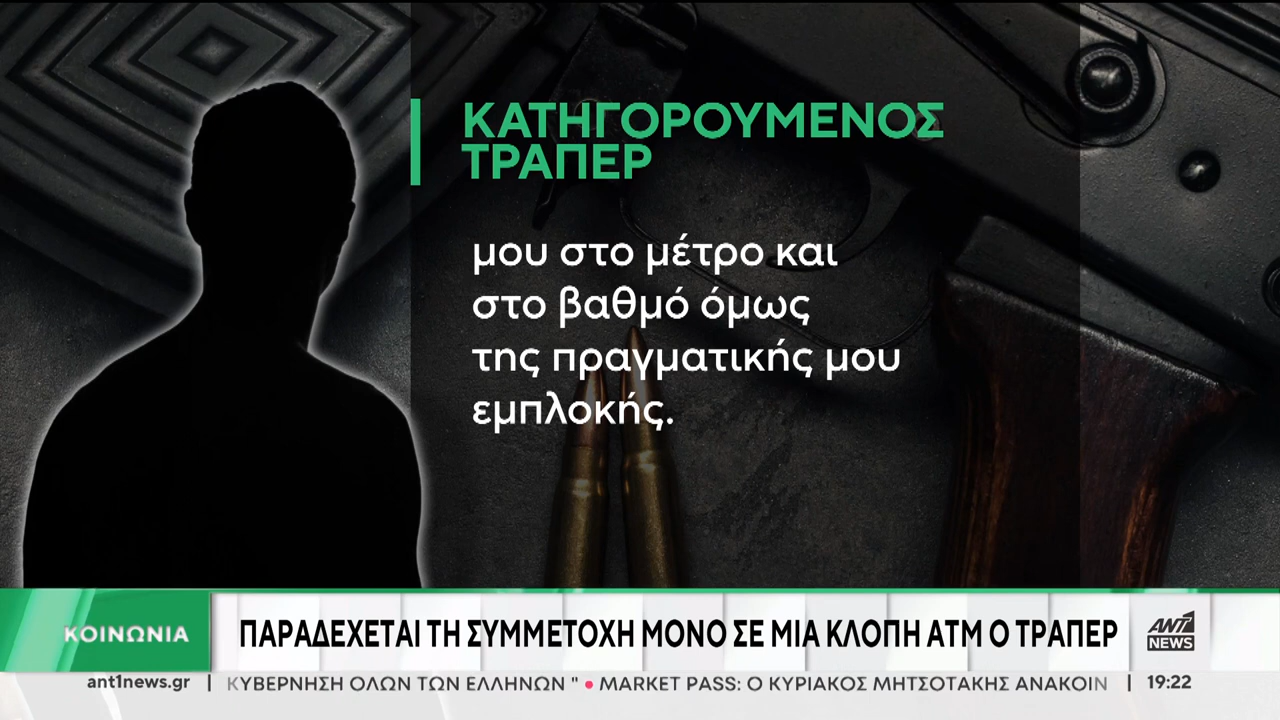 ΚΑΤΗΓΟΡΟΥΜΕΝΟΣ
ΤΡΑΠΕΡ
μου στο μέτρο και
στο βαθμό όμως
της πραγματικής μου
εμπλοκής.
ΚΟΙΝΩΝΙΑ
ΠΑΡΑΔΕΧΕΤΑΙ ΤΗ ΣΥΜΜΕΤΟΧΗ ΜΟΝΟ ΣΕ ΜΙΑ ΚΛΟΠΗ ΑΤΜ Ο ΤΡΑΠΕΡ
ANT1
NEWS
ant1news.gr | ΚΥΒΕΡΝΗΣΗ ΟΛΩΝ ΤΩΝ ΕΛΛΗΝΩΝ " • MARKET PASS: Ο ΚΥΡΙΑΚΟΣ ΜΗΤΣΟΤΑΚΗΣ ΑΝΑΚΟΙΝ | 19:22